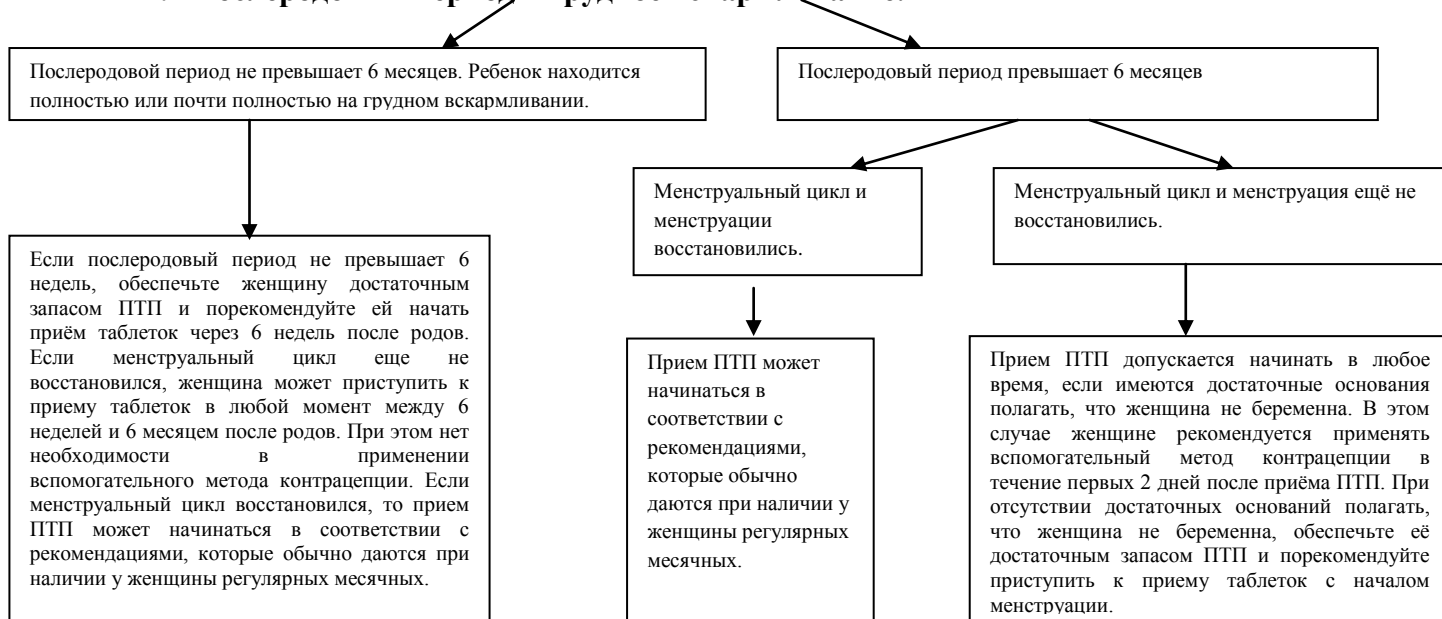 Послеродовой период не превышает 6 месяцев. Ребенок находится
полностью или почти полностью на грудном вскармливании.
Послеродовый период превышает 6 месяцев
Менструальный цикл и
менструации
восстановились.
Менструальный цикл и менструация ещё не
восстановились.
Если послеродовый период не превышает 6
недель, обеспечьте женщину достаточным
запасом ПТП и порекомендуйте ей начать
приём таблеток через 6 недель после родов.
Если менструальный цикл еще не
восстановился, женщина может приступить к
приему таблеток в любой момент между 6
неделей и 6 месяцем после родов. При этом нет
необходимости в применении
вспомогательного метода контрацепции. Если
менструальный цикл восстановился, то прием
ПТП может начинаться в соответствии с
рекомендациями, которые обычно даются при
наличии у женщины регулярных месячных.
Прием ПТП может
начинаться в
соответствии с
рекомендациями,
которые обычно
даются при наличии у
женщины регулярных
месячных.
Прием ПТП допускается начинать в любое
время, если имеются достаточные основания
полагать, что женщина не беременна. В этом
случае женщине рекомендуется применять
вспомогательный метод контрацепции в
течение первых 2 дней после приёма ПТП. При
отсутствии достаточных оснований полагать,
что женщина не беременна, обеспечьте её
достаточным запасом ПТП и порекомендуйте
приступить к приему таблеток с началом
менструации.